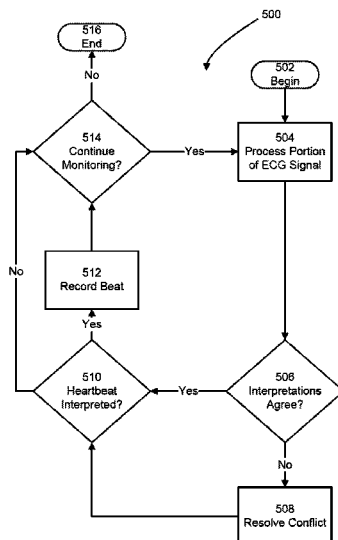 500
516
End
502
Begin
No
514
Continue
Monitoring?
Yes
504
Process Portion
of ECG Signal
No
512
Record Beat
Yes
510
Heartbeat
Interpreted?
Yes
506
Interpretations
Agree?
No
508
Resolve Conflict